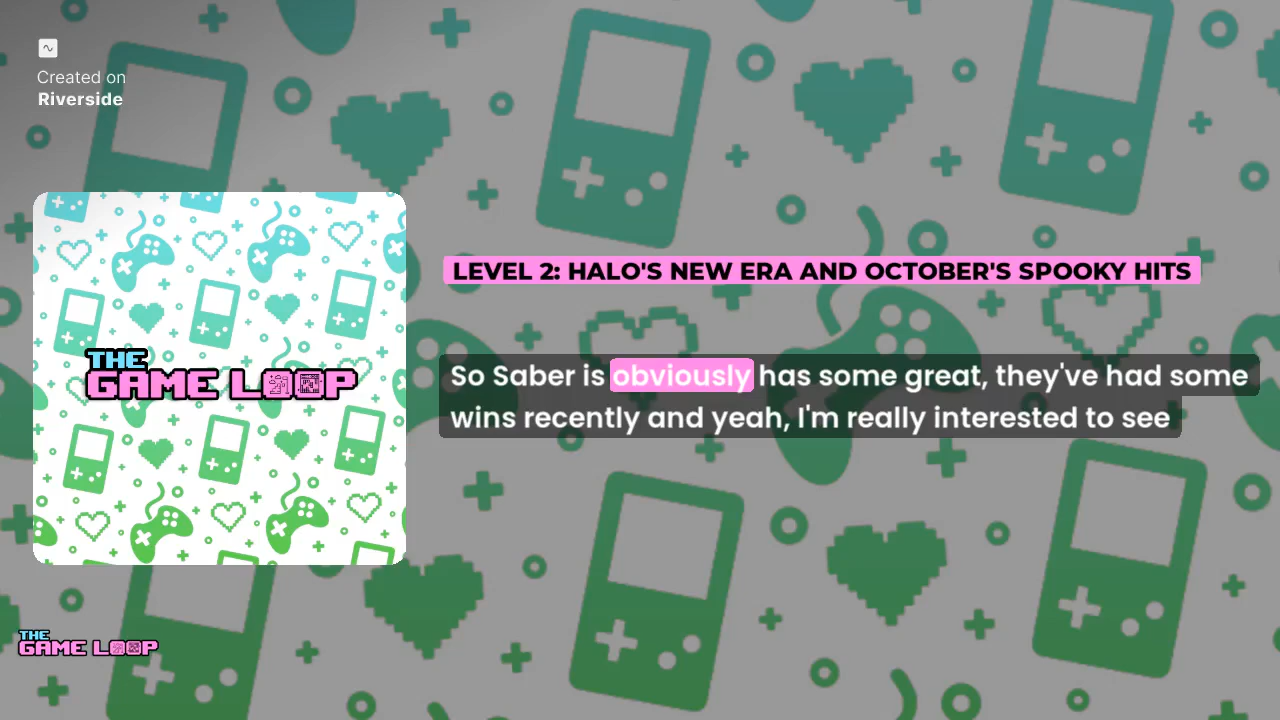 Created on
Riverside
LEVEL 2: HALO'S NEW ERA AND OCTOBER'S SPOOKY HITS
THE
GAME LOOP
So Saber is obviously has some great, they've had some
wins recently and yeah, I'm really interested to see
THE
GAME LOOP